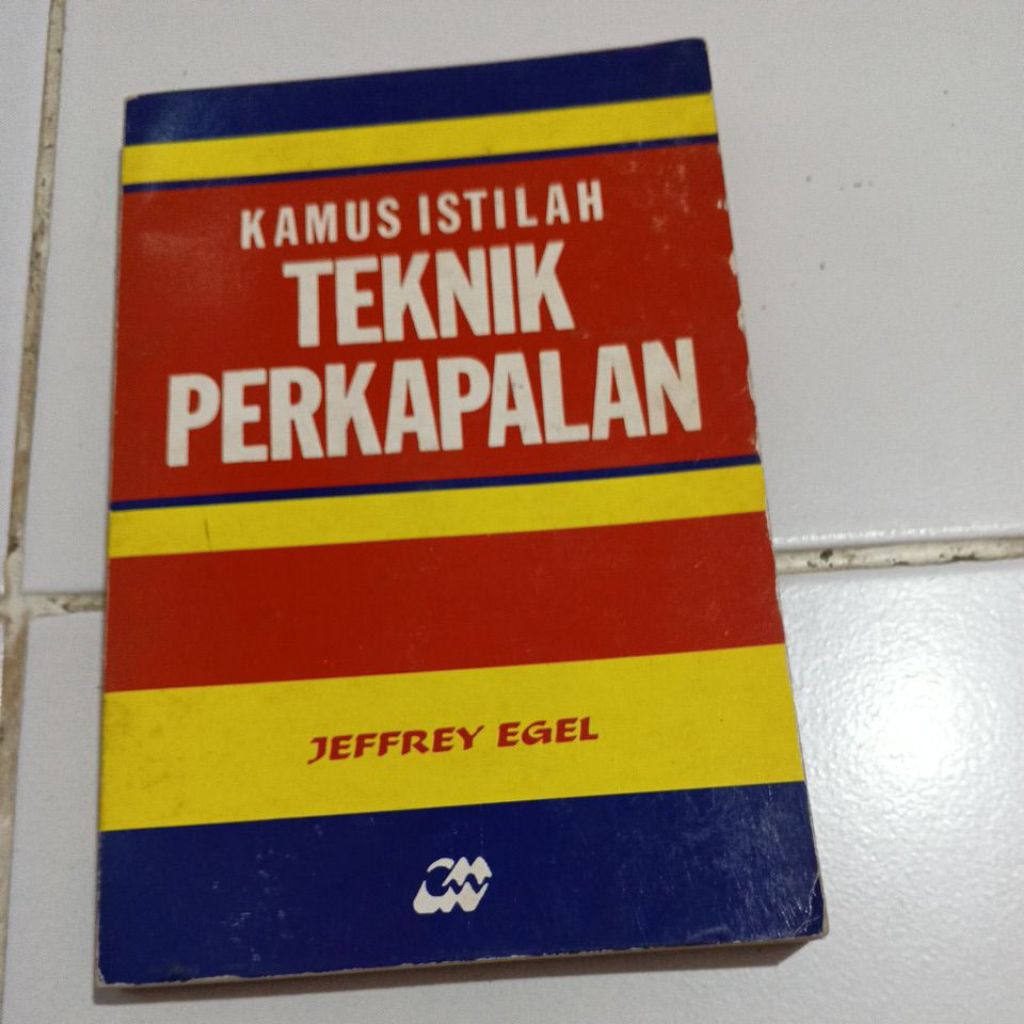 KAMUS ISTILAH
TEKNIK
PERKAPALAN
JEFFREY EGEL